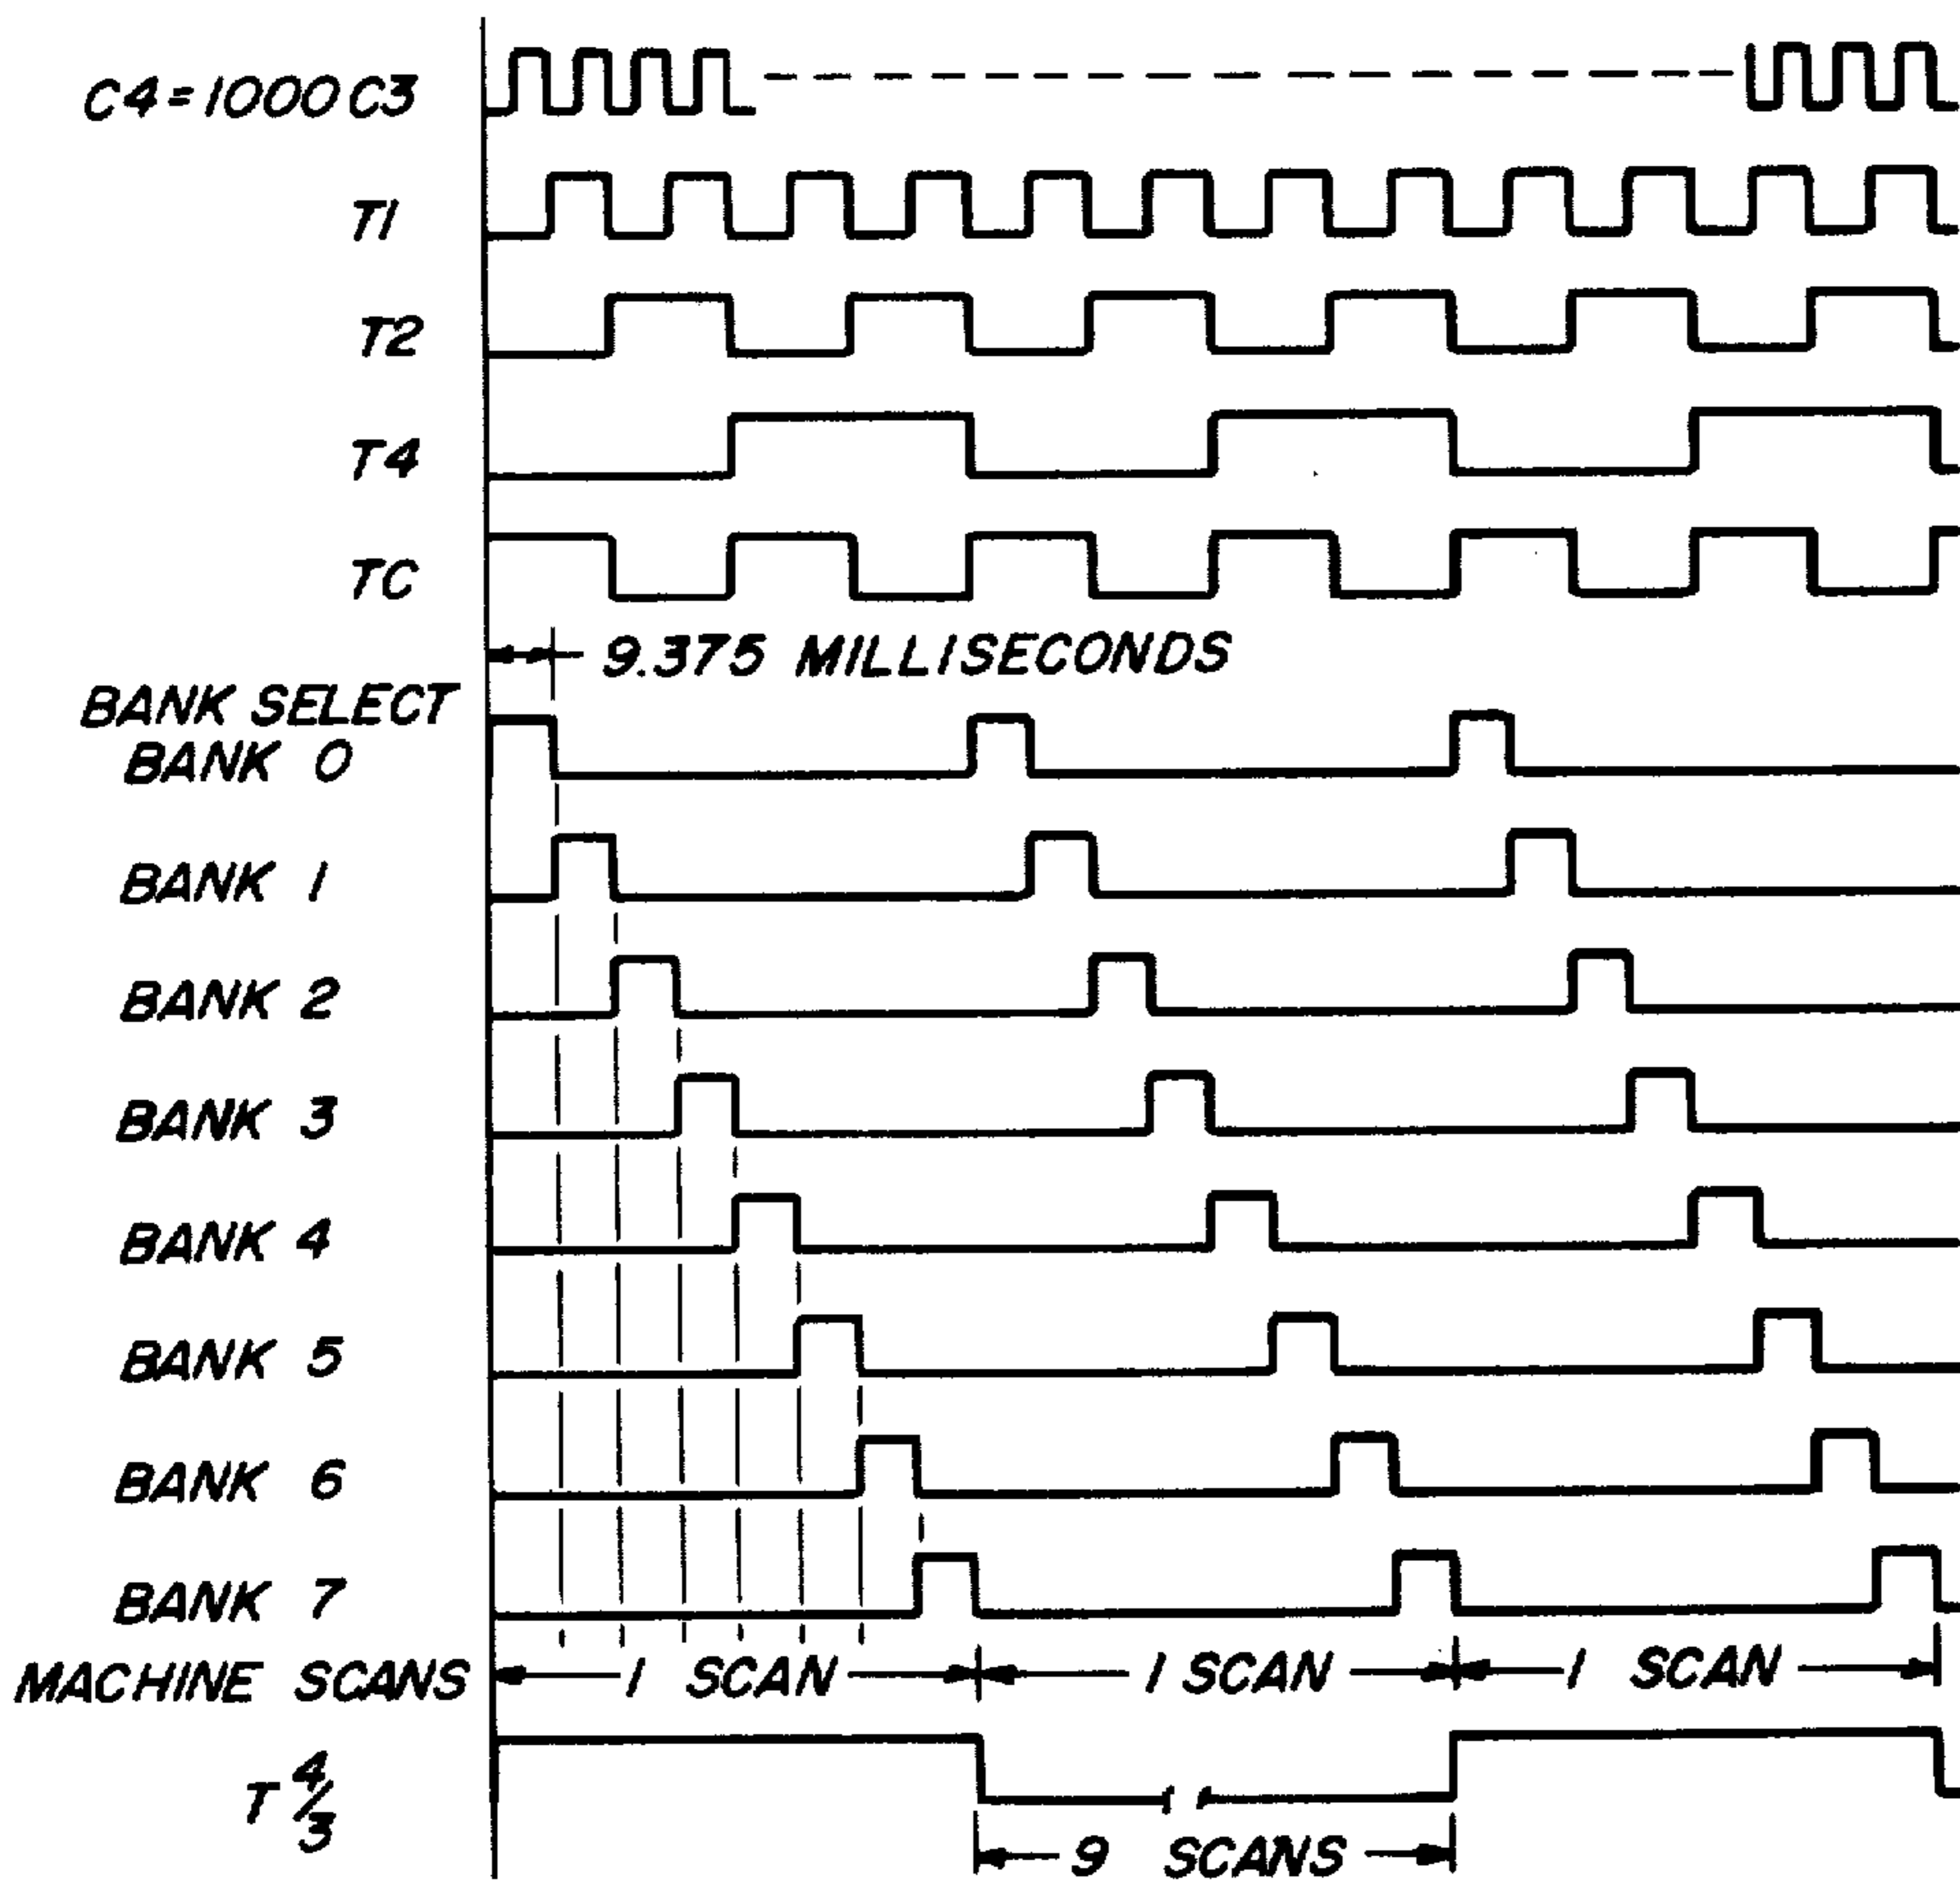 C4=1000 C3
T1
T2
T4
TC
9.375 MILLISECONDS
BANK SELECT
BANK 0
BANK 1
BANK 2
BANK 3
BANK 4
BANK 5
BANK 6
BANK 7
MACHINE SCANS 1 SCAN 1 SCAN 1 SCAN
T 4/3
9 SCANS